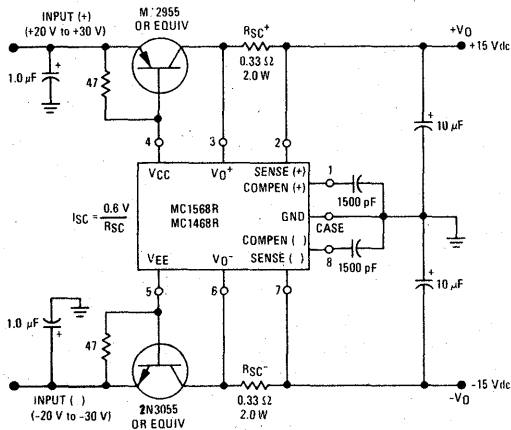 INPUT (+)
(+20 V to +30 V)
2955
OR EQUIV
RSC+
0.33 Ω
2.0 W
+VO
+15 Vdc
1.0 µF
+
47
4
3
2
+
10 µF
VCC
VO+
SENSE (+)
COMPEN (+)
1
1500 pF
ISC = 0.6 V
RSC
MC1568R
MC1468R
GND
CASE
COMPEN ( )
SENSE ( )
8
1500 pF
VEE
VO-
5
6
7
+
10 µF
1.0 µF
+
47
RSC-
0.33 Ω
2.0 W
-15 Vdc
-VO
INPUT ( )
(-20 V to -30 V)
2N3055
OR EQUIV